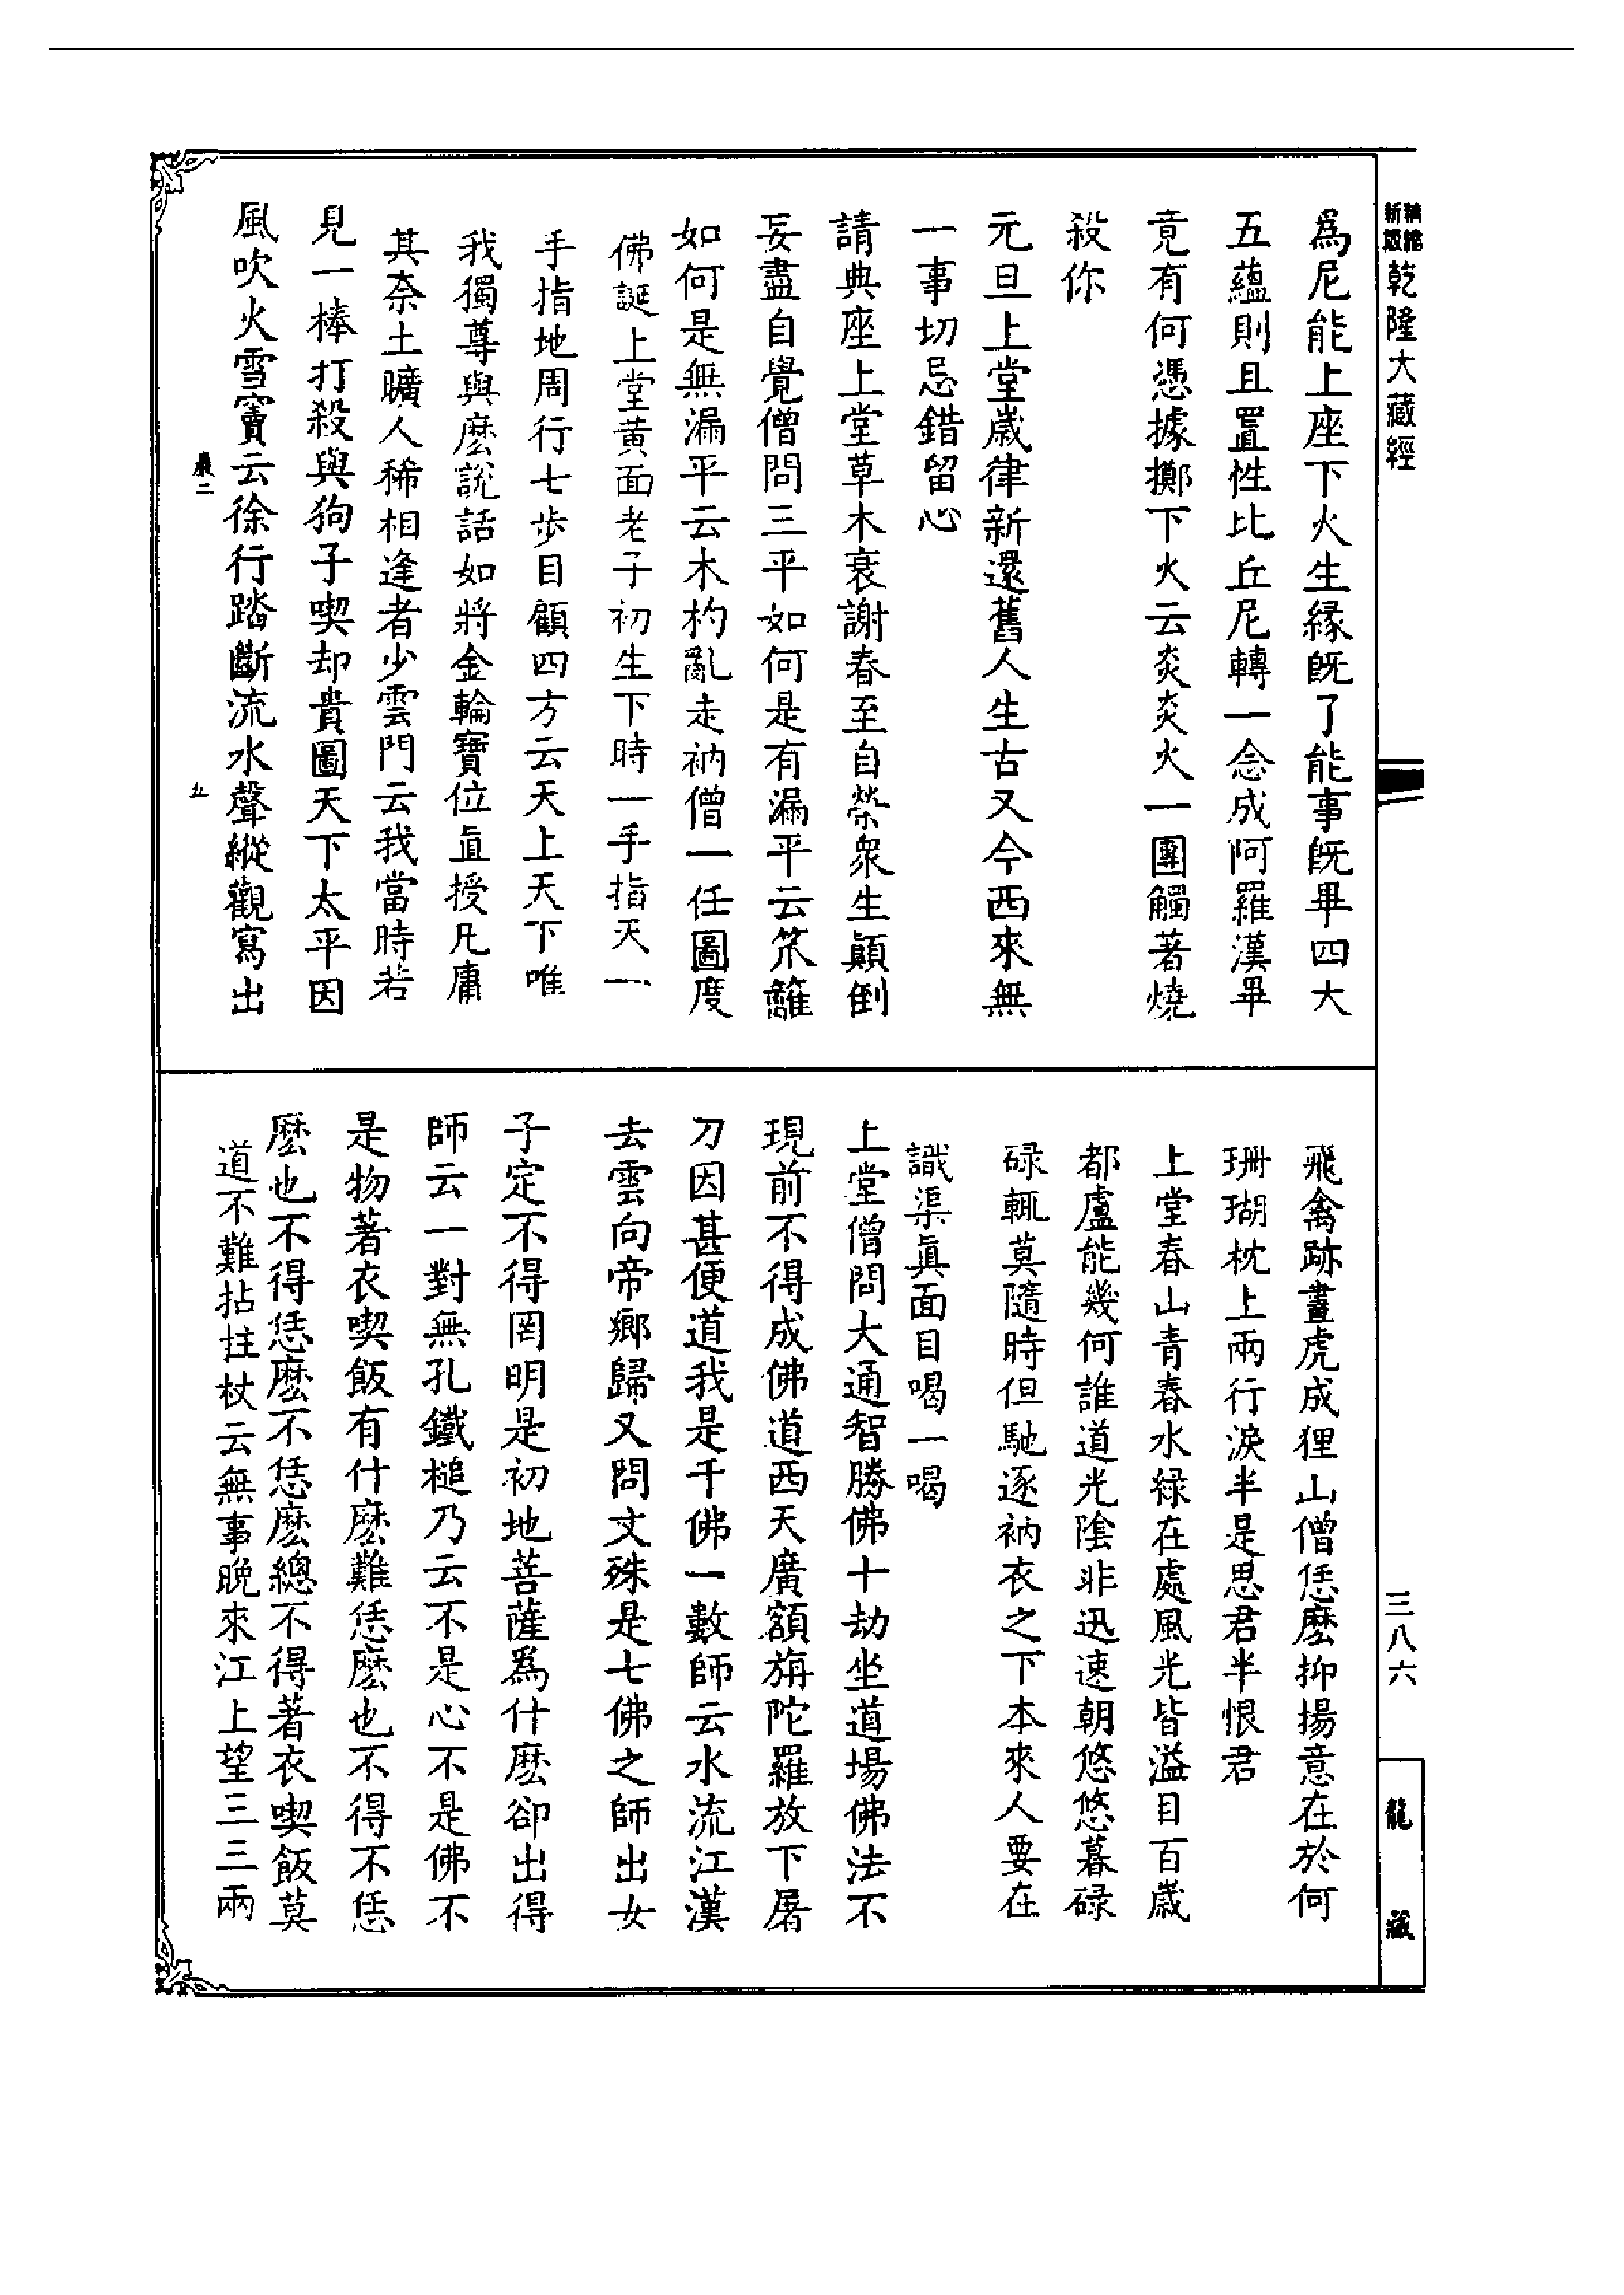 乾隆大藏經
爲尼能上座下火生緣旣了能事旣畢四大
五蘊則且置性比丘尼轉一念成阿羅漢畢
竟有何憑據擲下火云炎炎火一團觸著燒
殺你
元旦上堂歲律新還舊人生古又今西來無
一事切忌錯留心
請典座上堂草木衰謝春至自榮衆生顚倒
妄盡自覺僧問三平如何是有漏平云笊籬
如何是無漏平云木杓亂走衲僧一任圖度
佛誕上堂黃面老子初生下時一手指天一
手指地周行七步目顧四方云天上天下唯
我獨尊與麽說話如將金輪寶位直授凡庸
其柰土曠人稀相逢者少雲門云我當時若
見一棒打殺與狗子喫却貴圖天下太平因
風吹火雪竇云徐行踏斷流水聲縱觀寫出
嚴二
五
飛禽跡畫虎成狸山僧恁麽抑揚意在於何
珊瑚枕上兩行淚半是思君半恨君
上堂春山青春水緑在處風光皆溢目百歲
都盧能幾何誰道光陰非迅速朝悠悠暮碌
碌輒莫隨時但馳逐衲衣之下本來人要在
識渠眞面目喝一喝
上堂僧問大通智勝佛十劫坐道場佛法不
現前不得成佛道西天廣額旃陀羅放下屠
刀因甚便道我是千佛一數師云水流江漢
去雲向帝鄉歸又問文殊是七佛之師出女
子定不得罔明是初地菩薩爲什麽卻出得
師云一對無孔鐵槌乃云不是心不是佛不
是物著衣喫飯有什麽難恁麽也不得不恁
麽也不得恁麽不恁麽總不得著衣喫飯莫
道不難拈拄杖云無事晚來江上望三三兩
三八六
龍藏